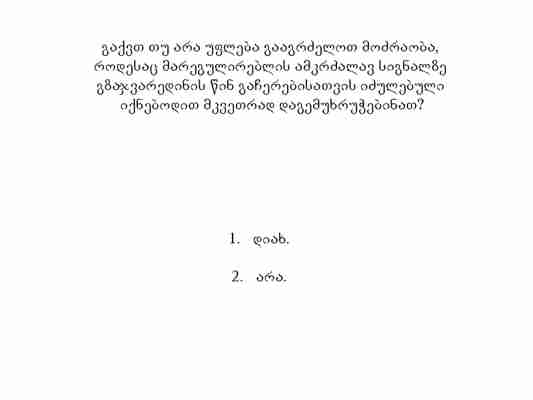 გაქვთ თუ არა უფლება გააგრძელოთ მოძრაობა,
როდესაც მარეგულირებლის ამკრძალავ სიგნალზე
გზაჯვარედინის წინ გაჩერებისათვის იძულებული
იქნებოდით მკვეთრად დაგემუხრუჭებინათ?
1. დიახ.
2. არა.